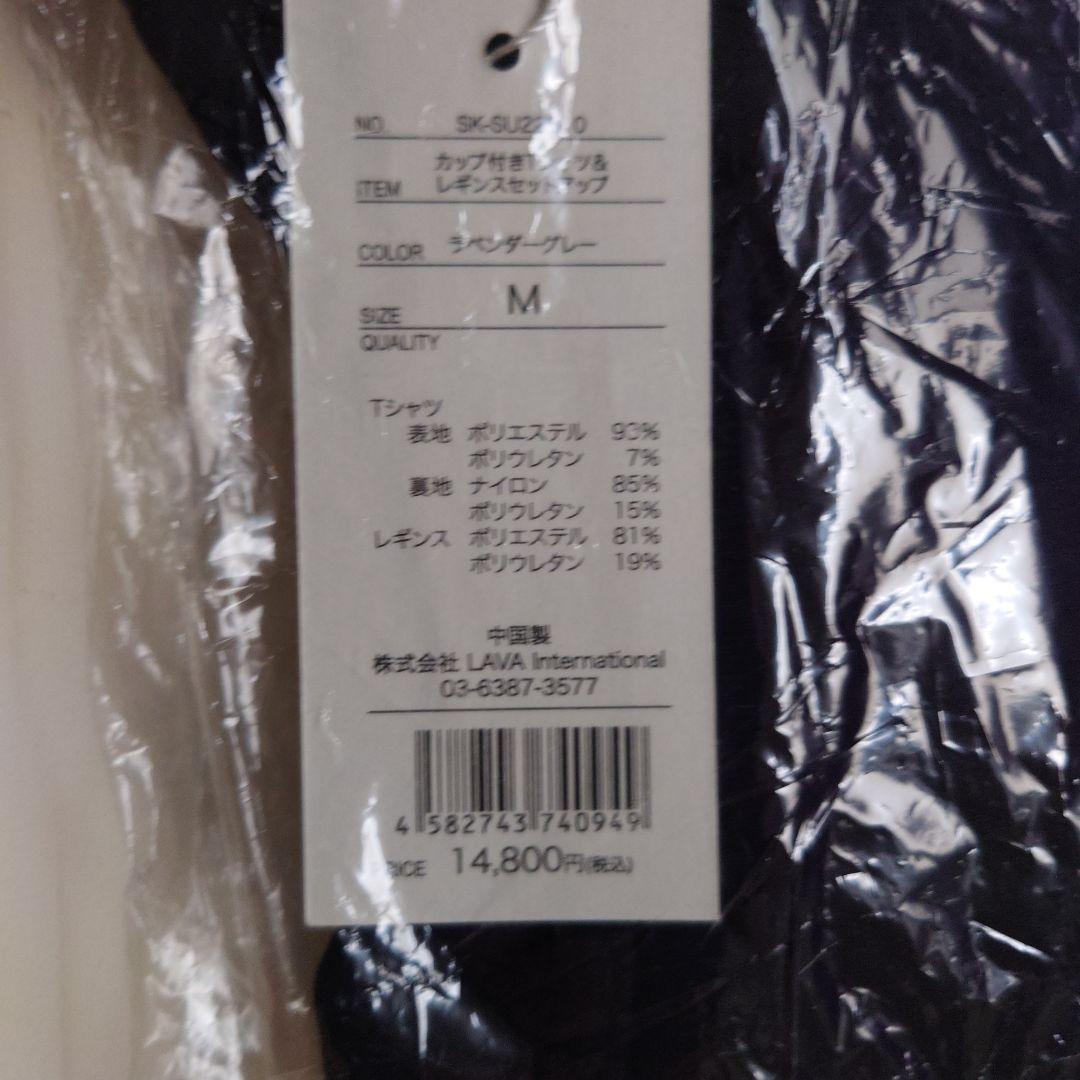 NO.
カップ付きTシャツ&
ITEM レギンスセットアップ
COLOR ラベンダーグレー
SIZE M
QUALITY
Tシャツ
表地 ポリエステル 93%
ポリウレタン 7%
裏地 ナイロン 85%
ポリウレタン 15%
レギンス ポリエステル 81%
ポリウレタン 19%
中国製
株式会社 LAVA International
03-6387-3577
4 582743 740949
PRICE 14,800円(税込)